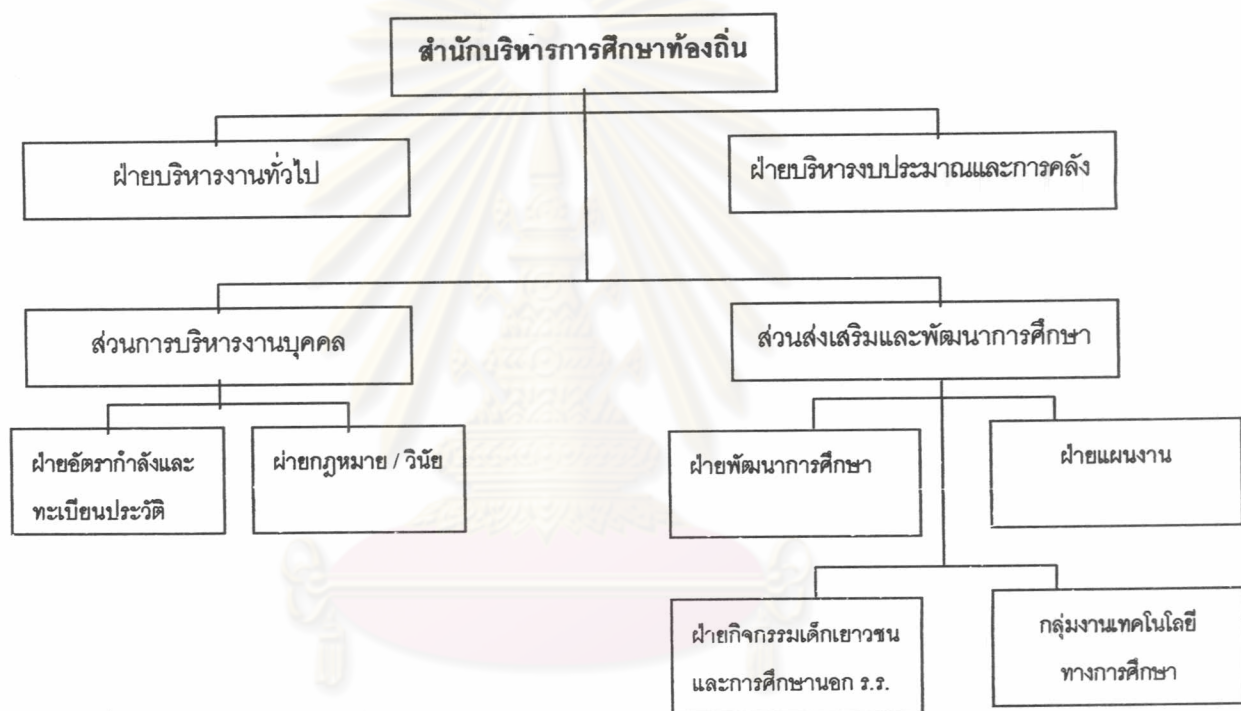 สำนักบริหารการศึกษาท้องถิ่น
ฝ่ายบริหารงานทั่วไป
ฝ่ายบริหารงบประมาณและการคลัง
ส่วนการบริหารงานบุคคล
ส่วนส่งเสริมและพัฒนาการศึกษา
ฝ่ายอัตรากำลังและ
ทะเบียนประวัติ
ฝ่ายกฎหมาย / วินัย
ฝ่ายพัฒนาการศึกษา
ฝ่ายแผนงาน
ฝ่ายกิจกรรมเด็กเยาวชน
และการศึกษานอก ร.ร.
กลุ่มงานเทคโนโลยี
ทางการศึกษา